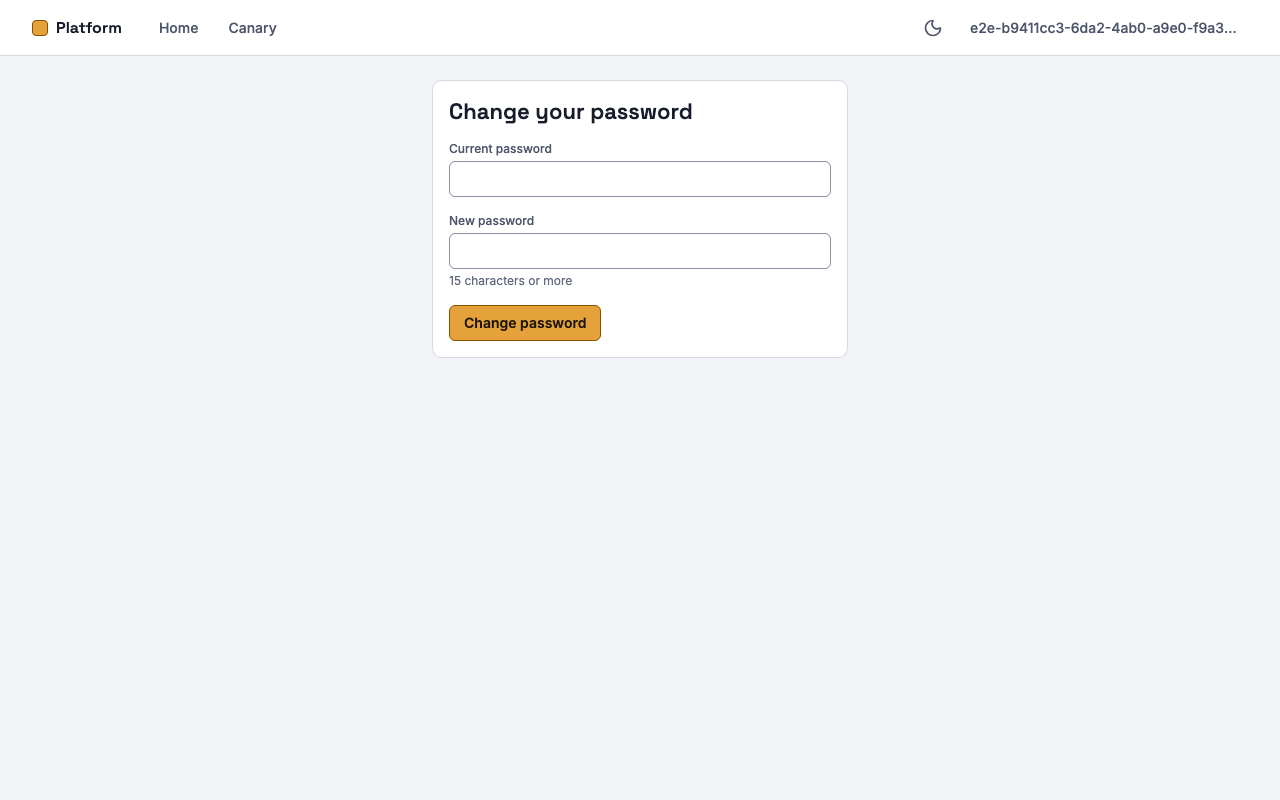 Platform
Home
Canary
e2e-b9411cc3-6da2-4ab0-a9e0-f9a3...
Change your password
Current password
New password
15 characters or more
Change password